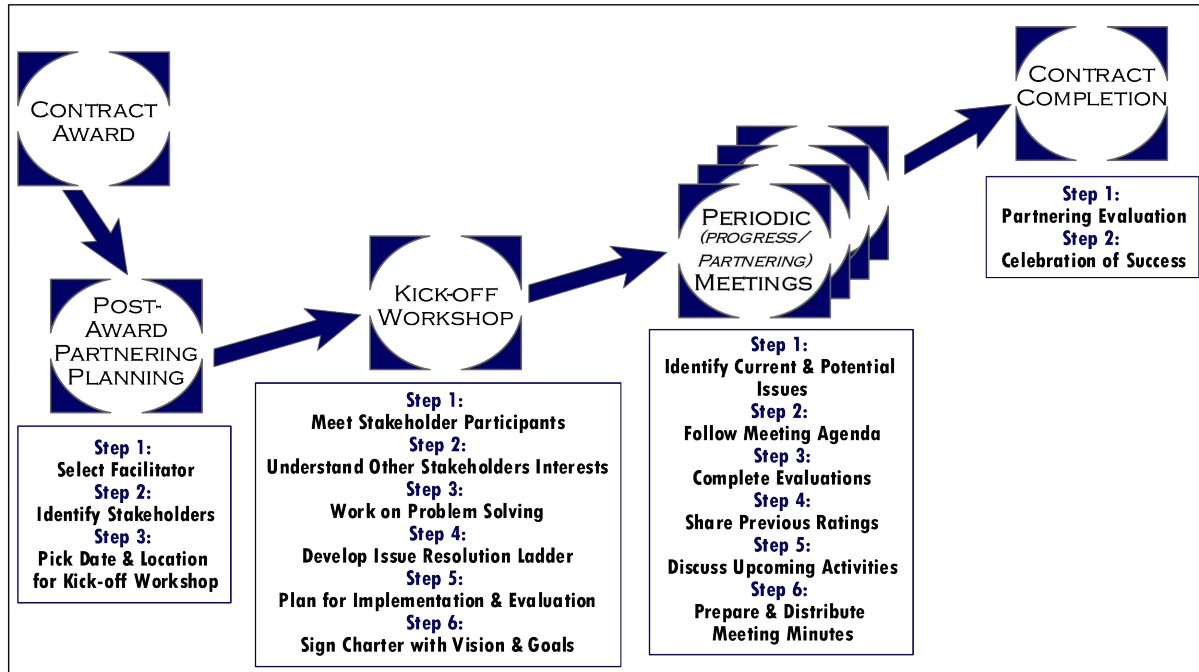 CONTRACT
AWARD
POST-
AWARD
PARTNERING
PLANNING
Step 1:
Select Facilitator
Step 2:
Identify Stakeholders
Step 3:
Pick Date & Location
for Kick-off Workshop
KICK-OFF
WORKSHOP
Step 1:
Meet Stakeholder Participants
Step 2:
Understand Other Stakeholders Interests
Step 3:
Work on Problem Solving
Step 4:
Develop Issue Resolution Ladder
Step 5:
Plan for Implementation & Evaluation
Step 6:
Sign Charter with Vision & Goals
PERIODIC
(PROGRESS/
PARTNERING)
MEETINGS
Step 1:
Identify Current & Potential
Issues
Step 2:
Follow Meeting Agenda
Step 3:
Complete Evaluations
Step 4:
Share Previous Ratings
Step 5:
Discuss Upcoming Activities
Step 6:
Prepare & Distribute
Meeting Minutes
CONTRACT
COMPLETION
Step 1:
Partnering Evaluation
Step 2:
Celebration of Success